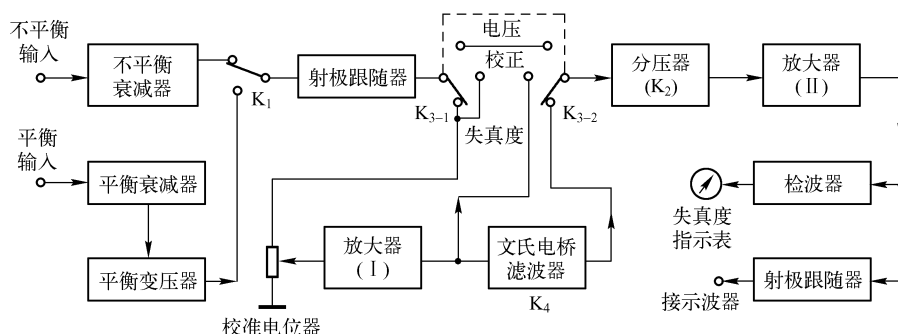 不平衡
输入
不平衡
衰减器
K1
射极跟随器
电压
校正
K3-1
失真度
K3-2
分压器
(K2)
放大器
(Ⅱ)
平衡
输入
平衡衰减器
平衡变压器
校准电位器
放大器
(Ⅰ)
文氏电桥
滤波器
K4
检波器
失真度
指示表
射极跟随器
接示波器